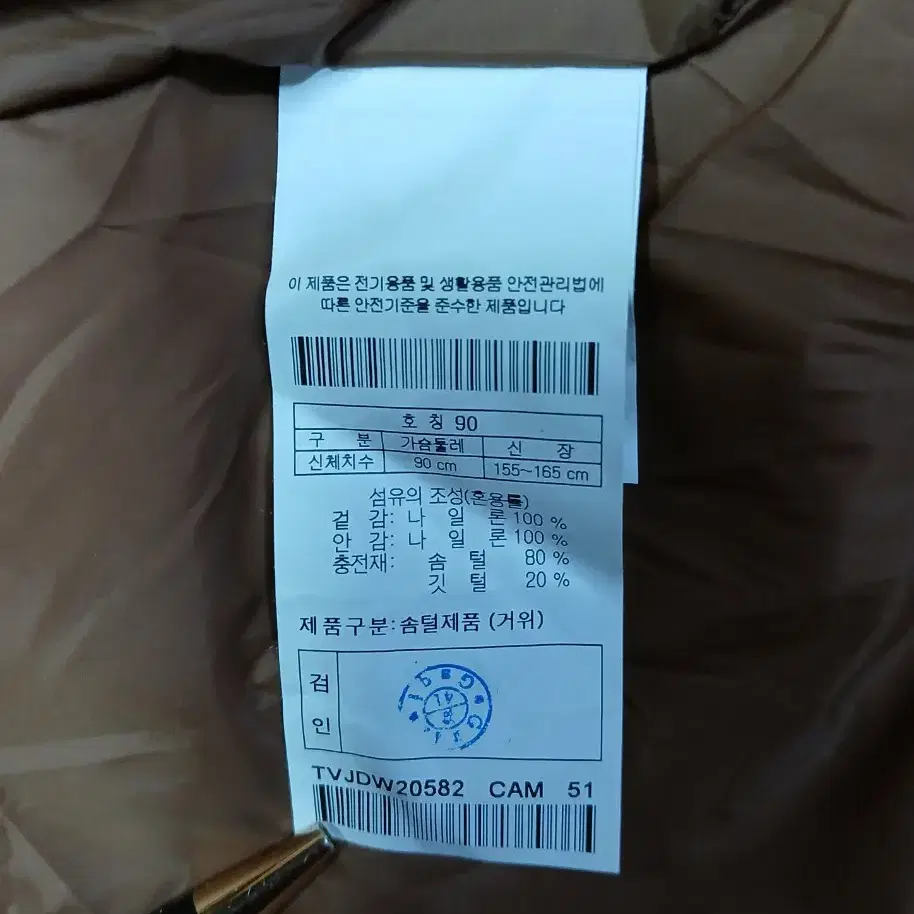 이 제품은 전기용품 및 생활용품 안전관리법에
따른 안전기준을 준수한 제품입니다
호 칭 90
구 분 가슴둘레 신 장
신체치수 90 cm 155~165 cm
섬유의 조성(혼용률)
겉 감: 나 일 론 100 %
안 감: 나 일 론 100 %
충전재: 솜 털 80 %
깃 털 20 %
제품구분:솜털제품 (거위)
검
인
TVJDW20582 CAM 51